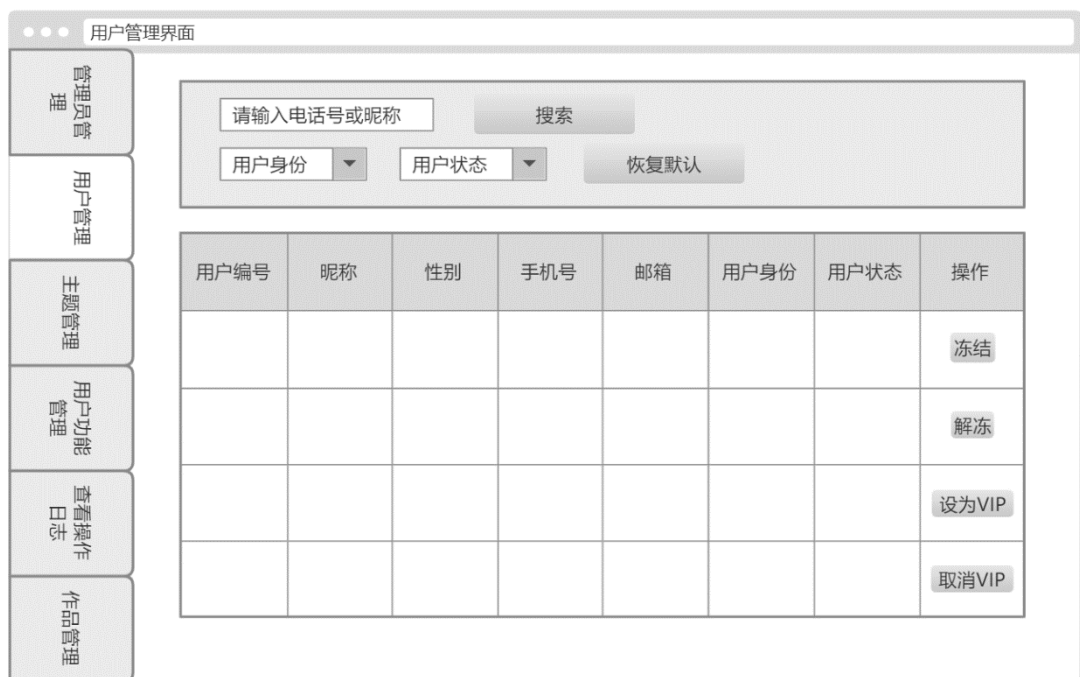 用户管理界面
管理员管
理
用户管理
主题管理
用户功能
管理
查看操作
日志
作品管理
请输入电话号或昵称
搜索
用户身份
用户状态
恢复默认
用户编号 昵称 性别 手机号 邮箱 用户身份 用户状态 操作
冻结
解冻
设为VIP
取消VIP